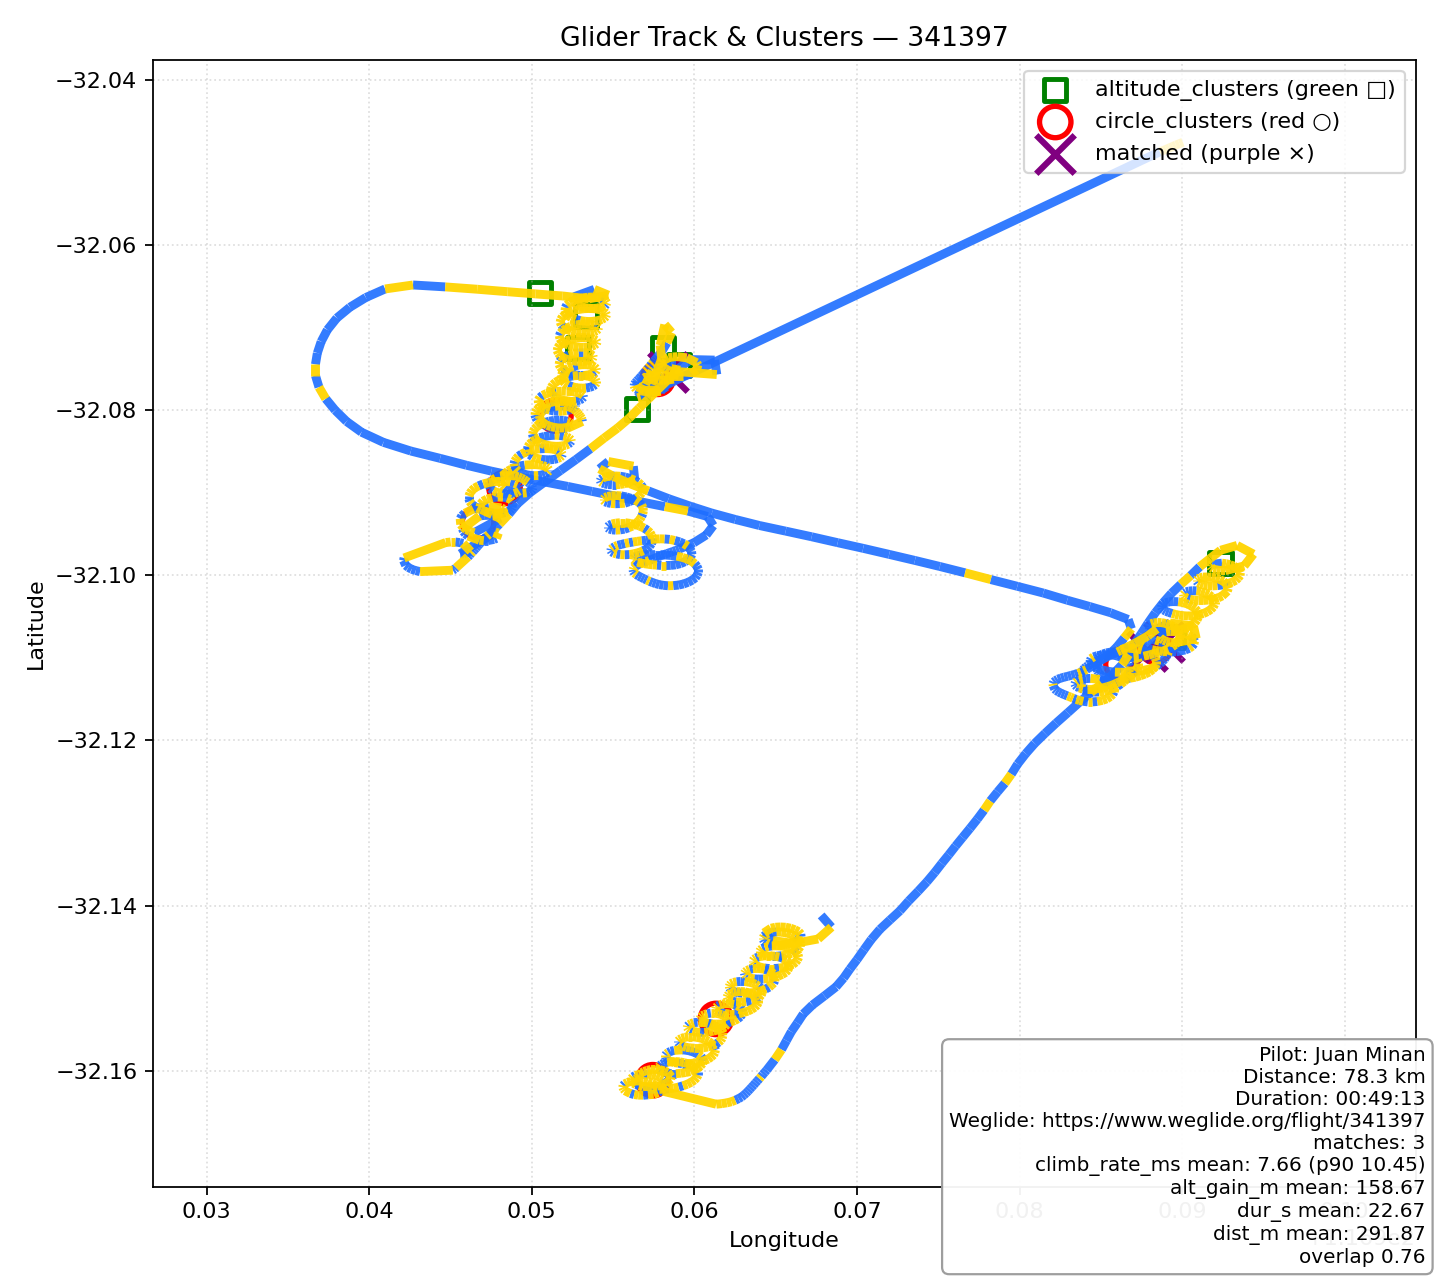 Glider Track & Clusters — 341397
altitude_clusters (green □)
circle_clusters (red ○)
matched (purple ×)
−32.04
−32.06
−32.08
−32.10
−32.12
−32.14
−32.16
Latitude
0.03
0.04
0.05
0.06
0.07
0.08
0.09
Longitude
Pilot: Juan Minan
Distance: 78.3 km
Duration: 00:49:13
Weglide: https://www.weglide.org/flight/341397
matches: 3
climb_rate_ms mean: 7.66 (p90 10.45)
alt_gain_m mean: 158.67
dur_s mean: 22.67
dist_m mean: 291.87
overlap 0.76